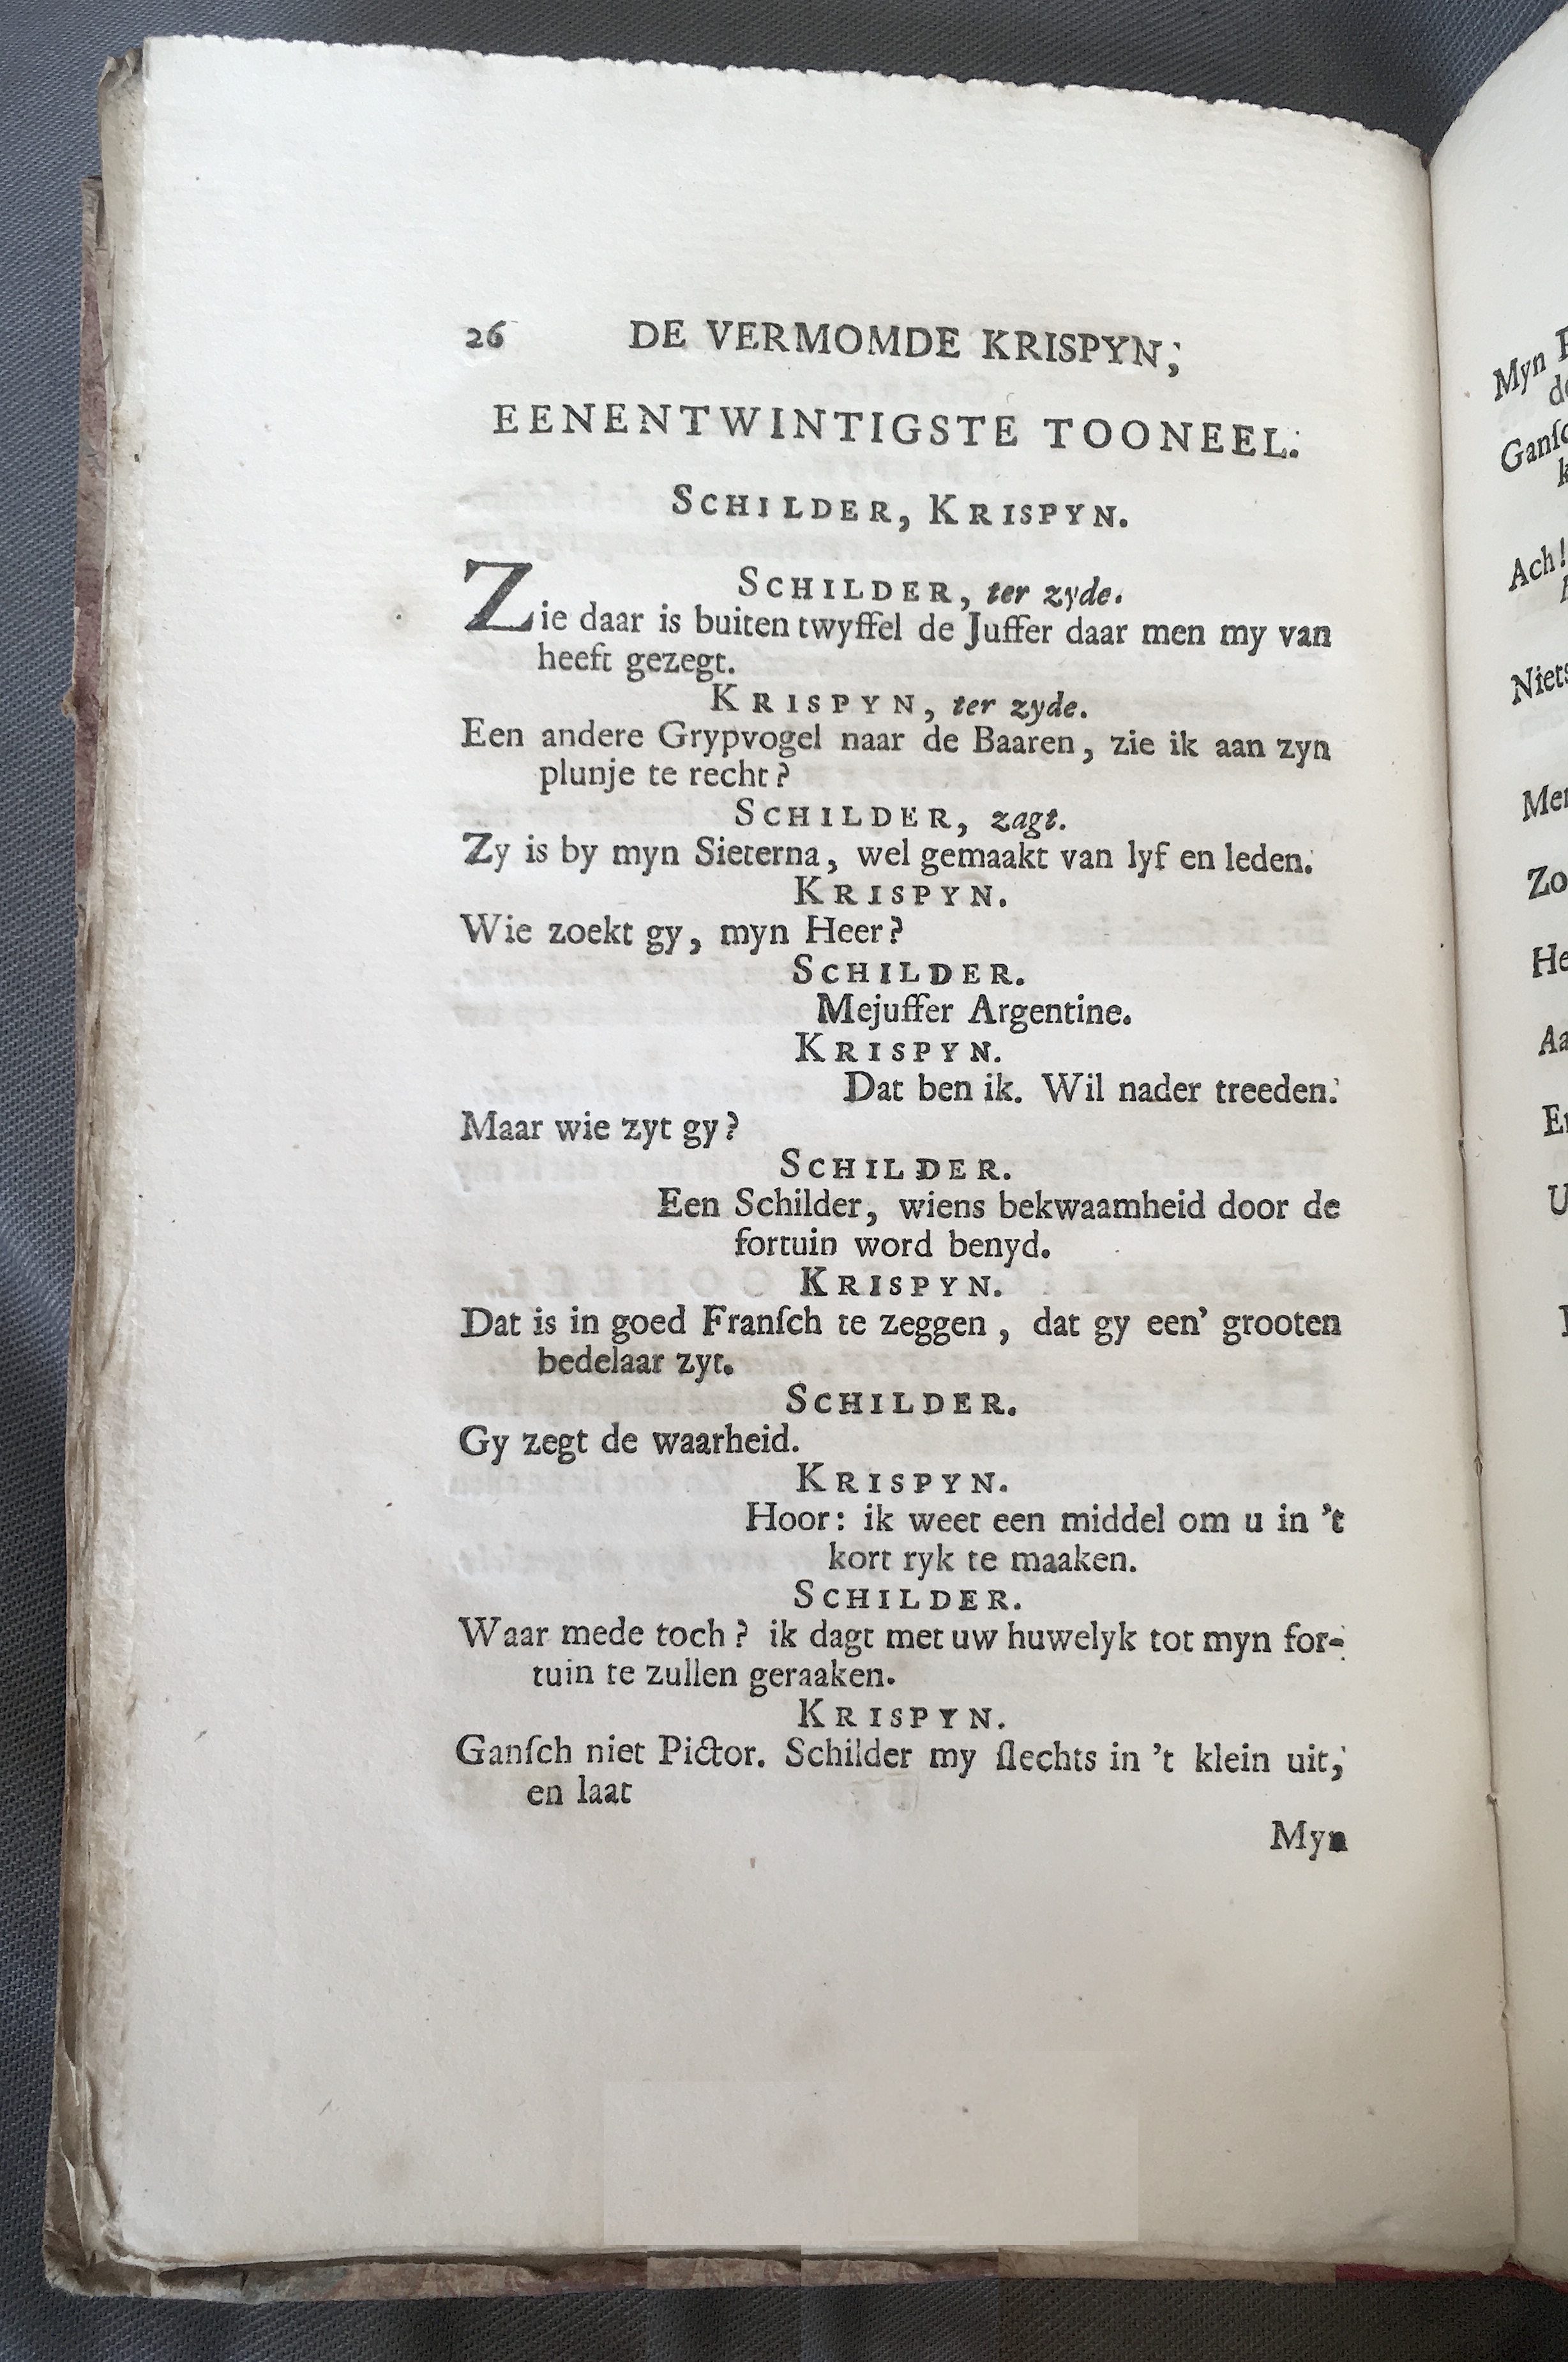 26 DE VERMOMDE KRISPYN;
EENENTWINTIGSTE TOONEEL.
SCHILDER, KRISPYN.
SCHILDER, ter zyde.
Zie daar is buiten twyffel de Juffer daar men my van
heeft gezegt.
KRISPYN, ter zyde.
Een andere Grypvogel naar de Baaren, zie ik aan zyn
plunje te recht?
SCHILDER, zagt.
Zy is by myn Sieterna, wel gemaakt van lyf en leden.
KRISPYN.
Wie zoekt gy, myn Heer?
SCHILDER.
Mejuffer Argentine.
KRISPYN.
Dat ben ik. Wil nader treeden.
Maar wie zyt gy?
SCHILDER.
Een Schilder, wiens bekwaamheid door de
fortuin word benyd.
KRISPYN.
Dat is in goed Franſch te zeggen, dat gy een' grooten
bedelaar zyt.
SCHILDER.
Gy zegt de waarheid.
KRISPYN.
Hoor: ik weet een middel om u in 't
kort ryk te maaken.
SCHILDER.
Waar mede toch? ik dagt met uw huwelyk tot myn for-
tuin te zullen geraaken.
KRISPYN.
Ganſch niet Pictor. Schilder my ſlechts in 't klein uit,
en laat
Myn
Myn
Ganſc
Ach!
Niets
Zo
He
Aa